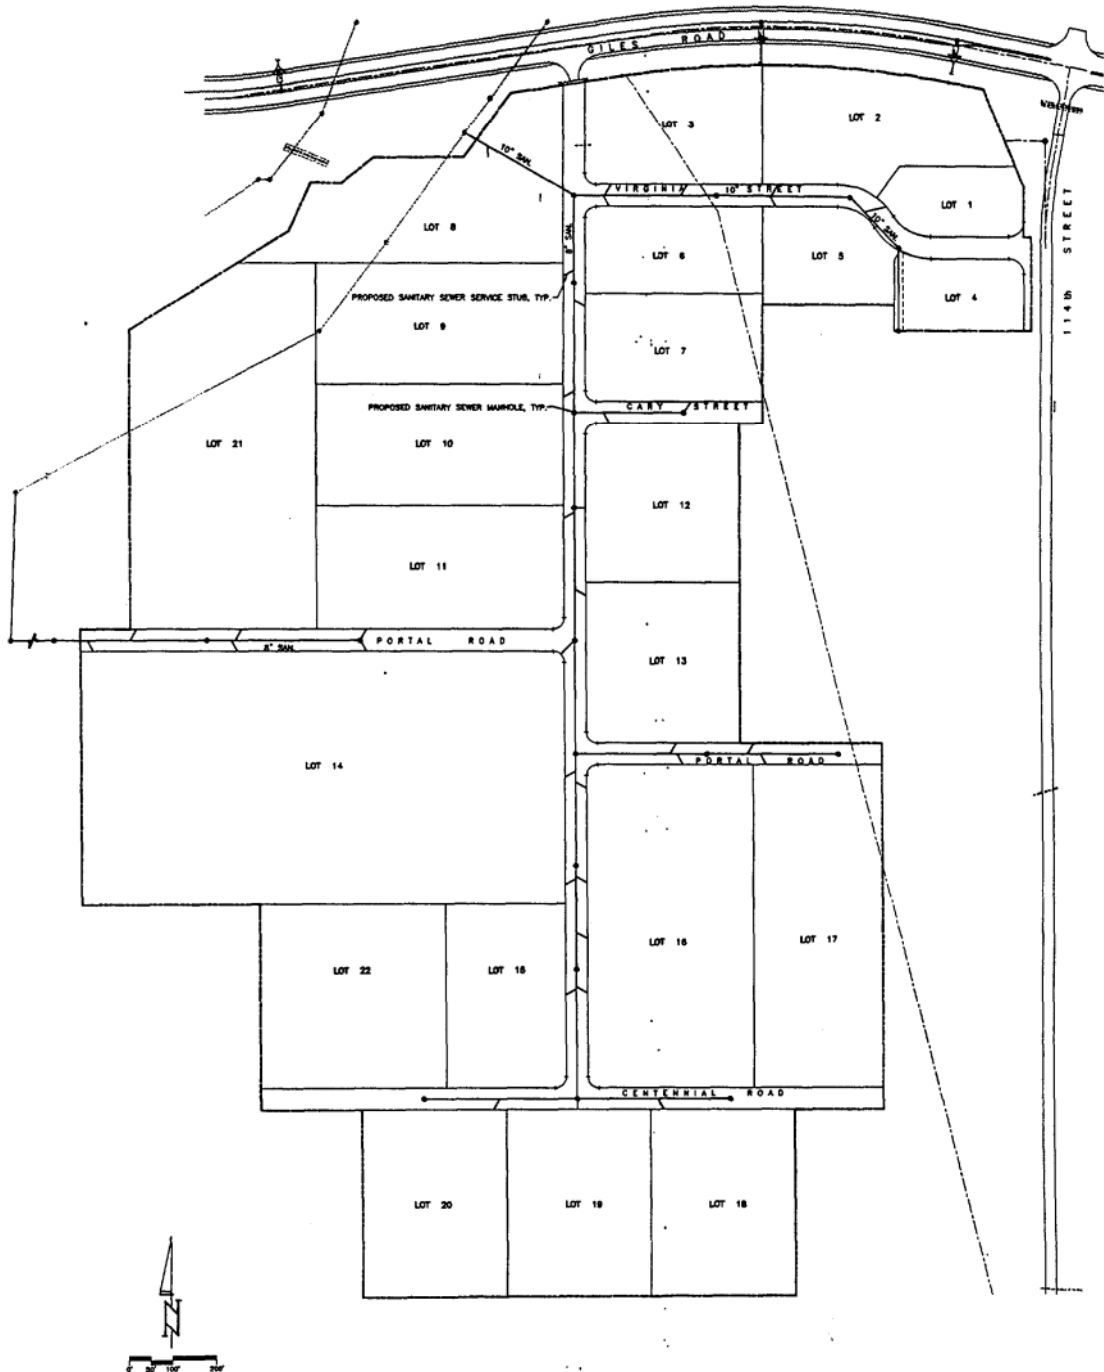 GILES ROAD
LOT 3
LOT 2
10" SAN.
VIRGINIA 10" STREET
LOT 1
10" SAN.
LOT 8
8" SAN.
LOT 6
LOT 5
LOT 4
114th STREET
PROPOSED SANITARY SEWER SERVICE STUB, TYP.
LOT 9
LOT 7
PROPOSED SANITARY SEWER MANHOLE, TYP.
CARY STREET
LOT 21
LOT 10
LOT 12
LOT 11
PORTAL ROAD
8" SAN.
LOT 13
LOT 14
PORTAL ROAD
LOT 22
LOT 15
LOT 16
LOT 17
CENTENNIAL ROAD
LOT 20
LOT 19
LOT 18
N
0' 50' 100' 200'